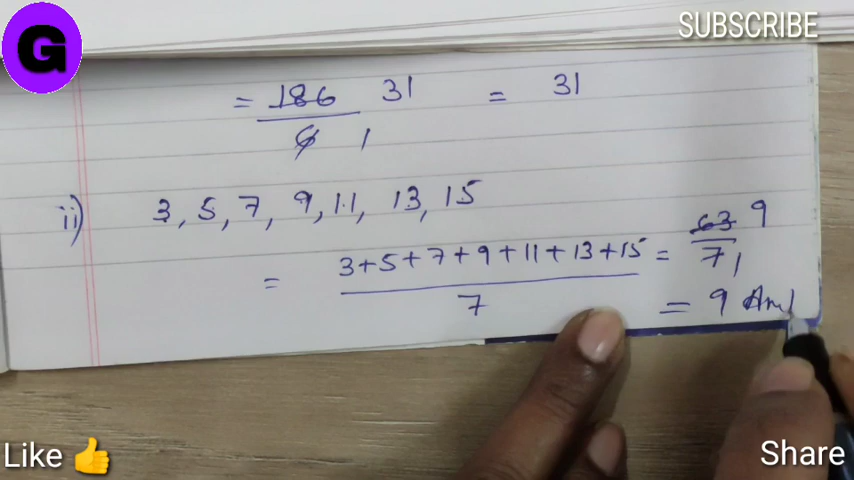 G
SUBSCRIBE
= 186/6 31 1 = 31
ii) 3, 5, 7, 9, 11, 13, 15
= 3+5+7+9+11+13+15 / 7 = 63/7 9 1
= 9 Ans
Like 👍 Share